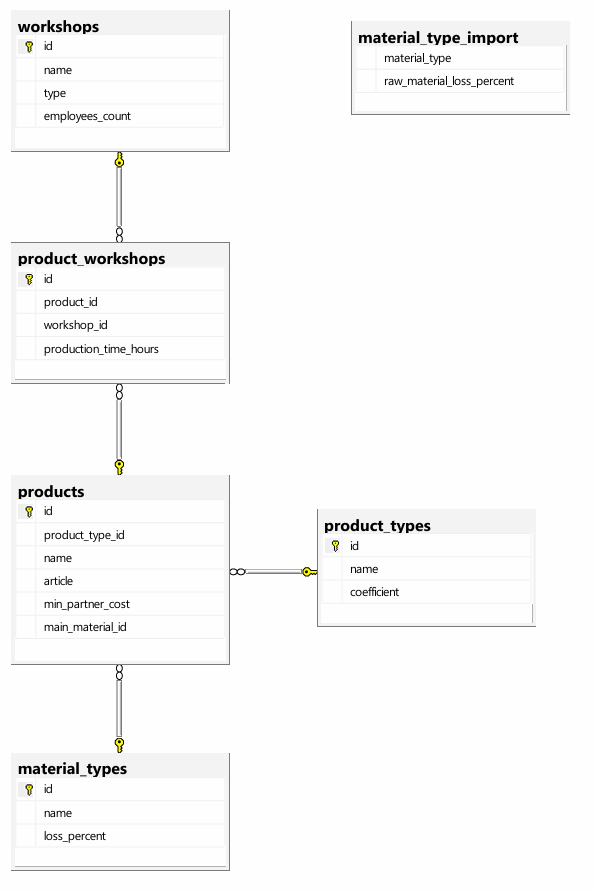 workshops
id
name
type
employees_count
material_type_import
material_type
raw_material_loss_percent
product_workshops
id
product_id
workshop_id
production_time_hours
products
id
product_type_id
name
article
min_partner_cost
main_material_id
product_types
id
name
coefficient
material_types
id
name
loss_percent